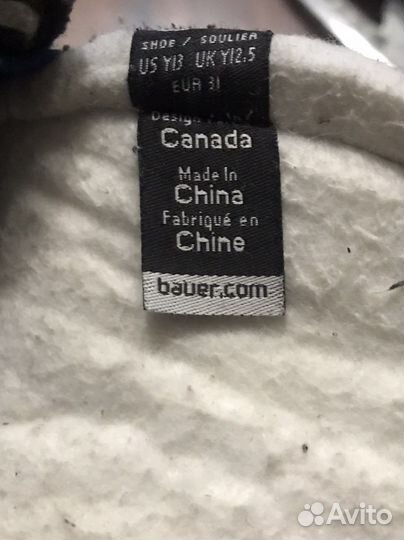 SHOE / SOULIER
US Y13 UK Y12.5
EUR 31
Canada
Made In
China
Fabriqué en
Chine
bauer.com
Avito